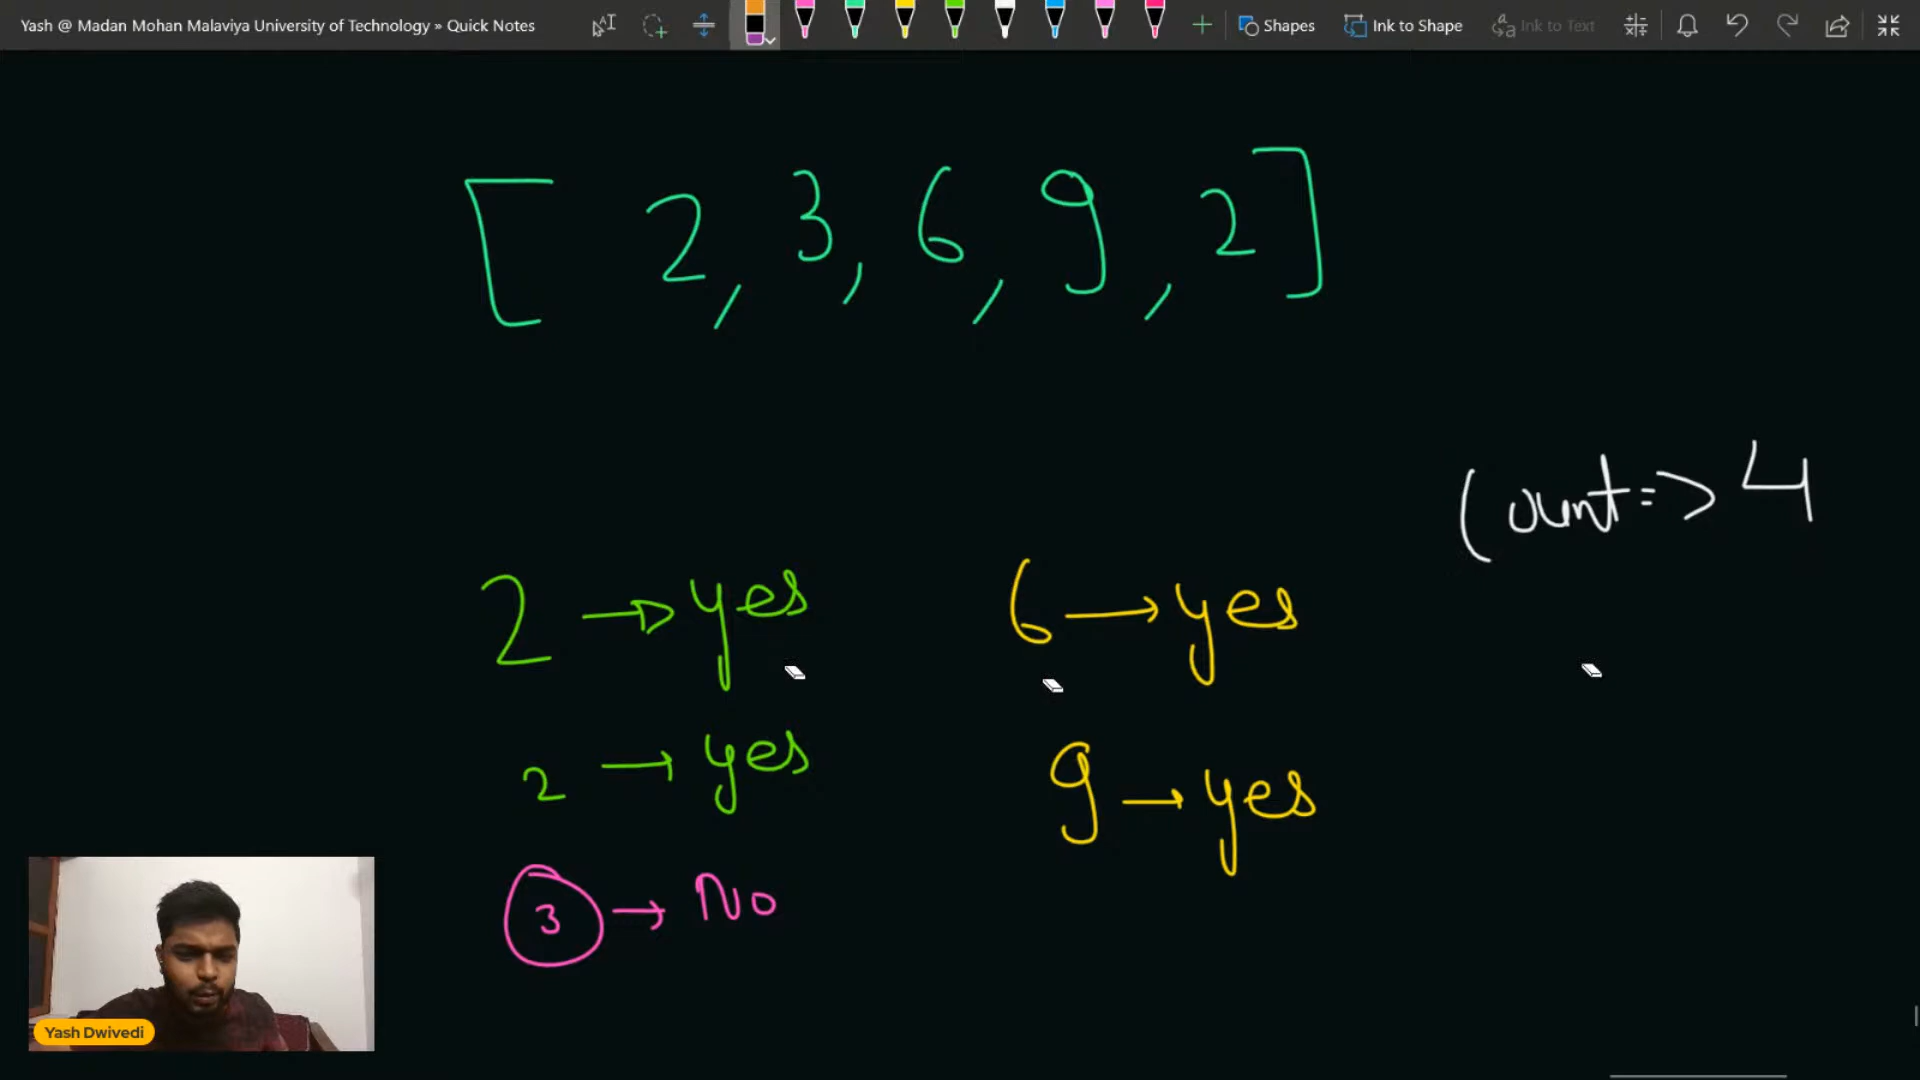 Yash @ Madan Mohan Malaviya University of Technology » Quick Notes
Shapes
Ink to Shape
Ink to Text
[ 2, 3, 6, 9, 2 ]
Count => 4
2 → yes
6 → yes
2 → yes
9 → yes
3 → No
Yash Dwivedi